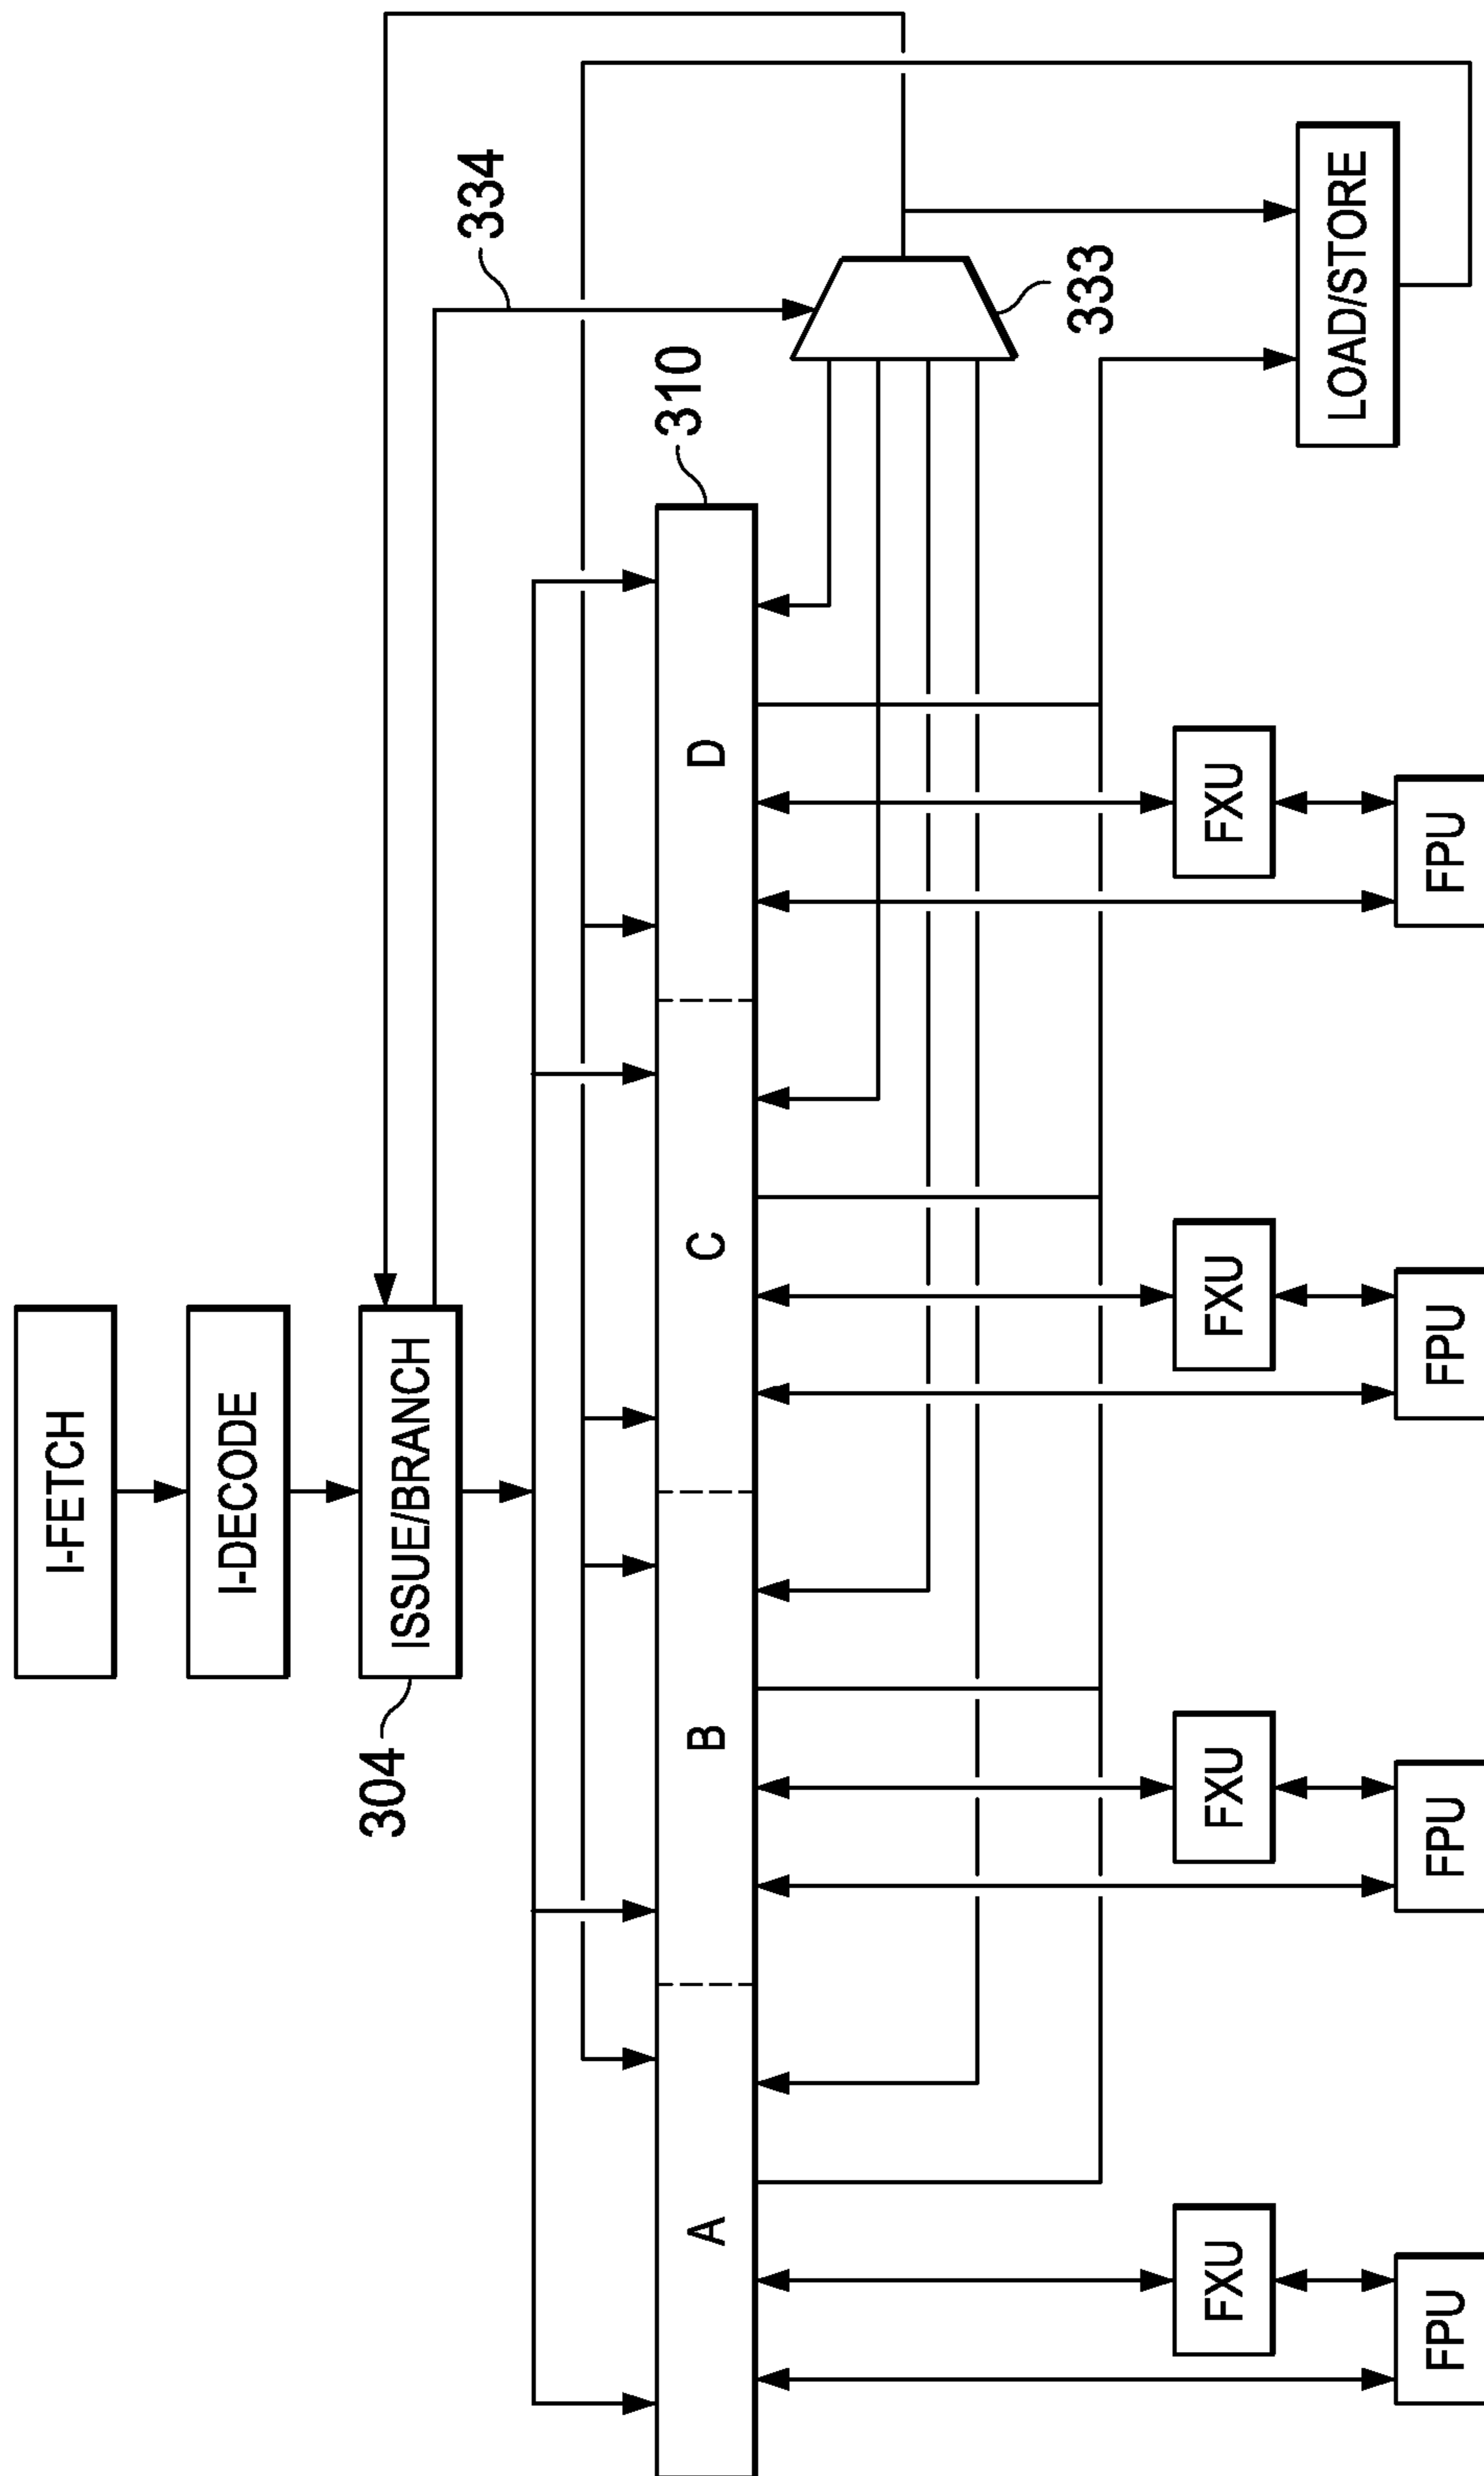 I-FETCH
I-DECODE
304
ISSUE/BRANCH
334
310
A
B
C
D
333
FXU
FXU
FXU
FXU
LOAD/STORE
FPU
FPU
FPU
FPU